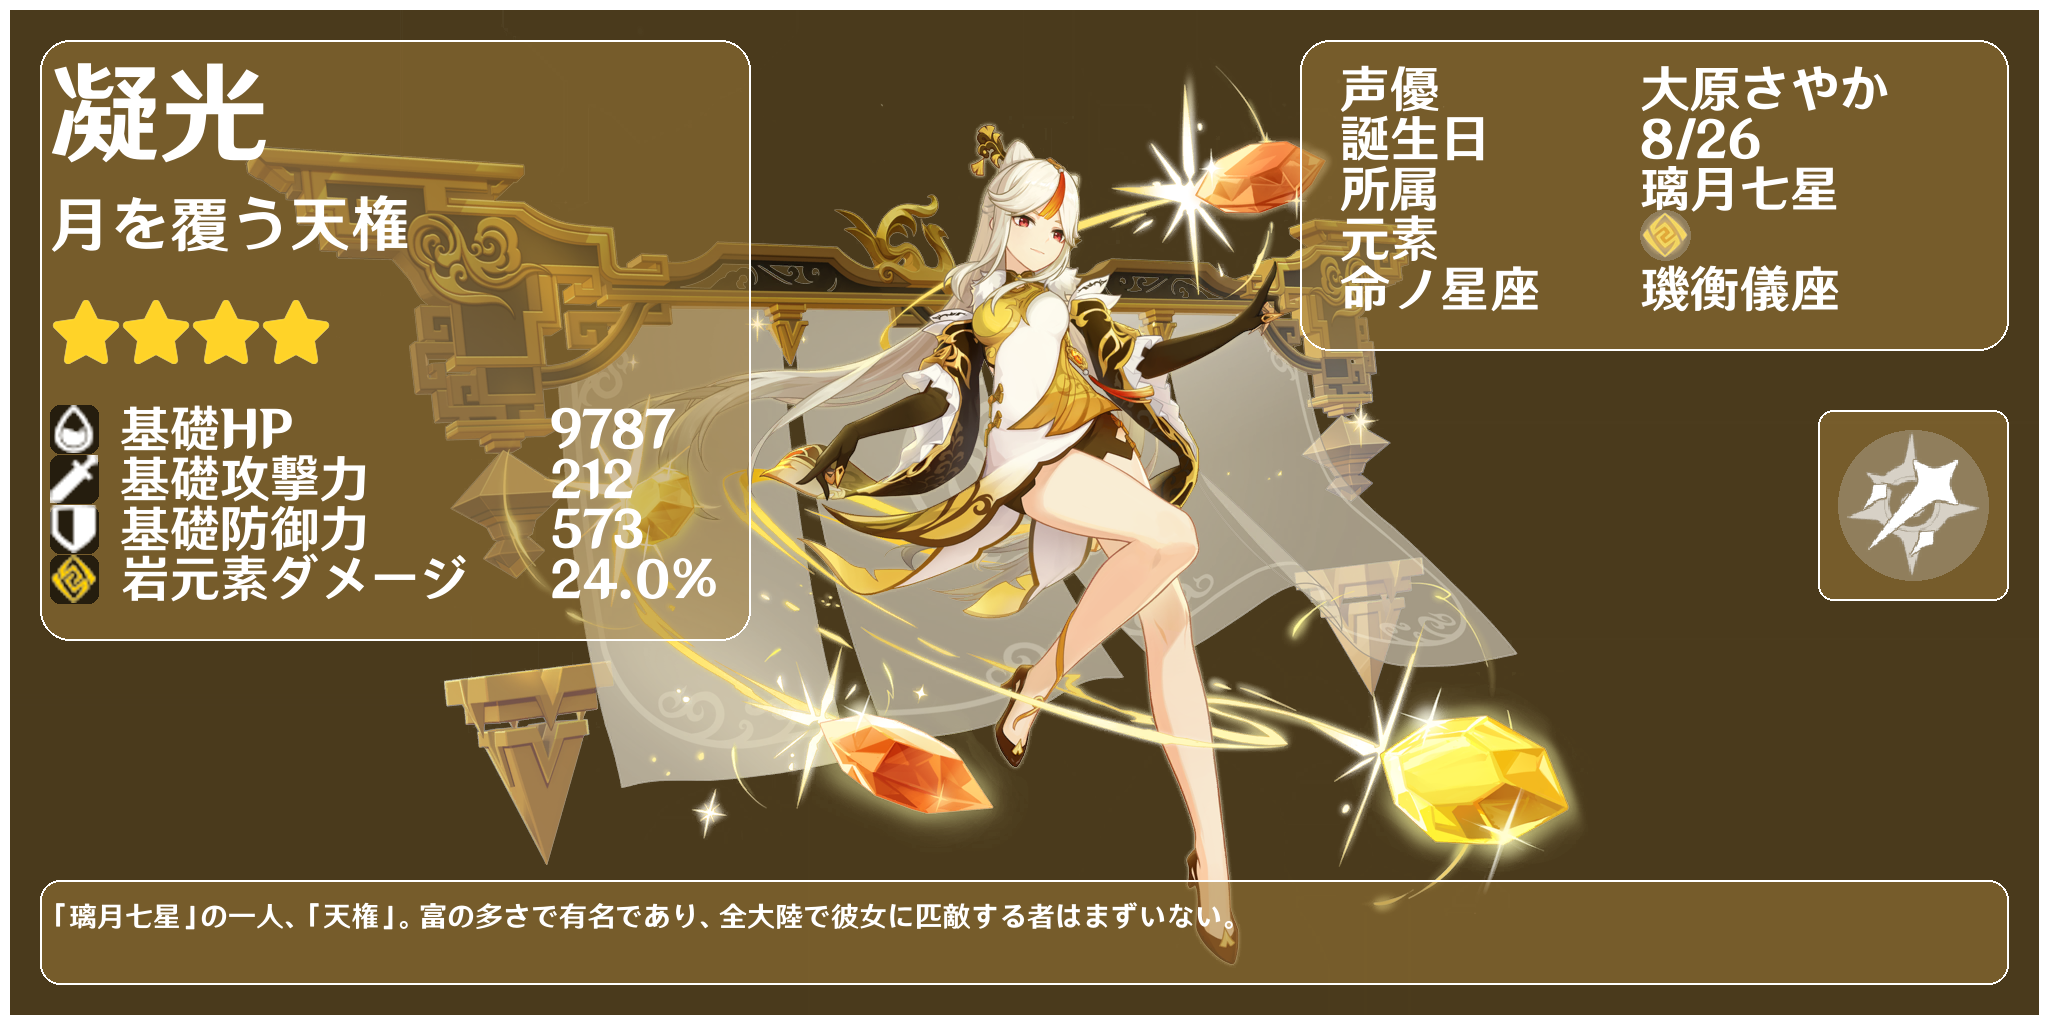 凝光
月を覆う天権
基礎HP 9787
基礎攻撃力 212
基礎防御力 573
岩元素ダメージ 24.0%
声優 大原さやか
誕生日 8/26
所属 璃月七星
元素
命ノ星座 璣衡儀座
「璃月七星」の一人、「天権」。富の多さで有名であり、全大陸で彼女に匹敵する者はまずいない。